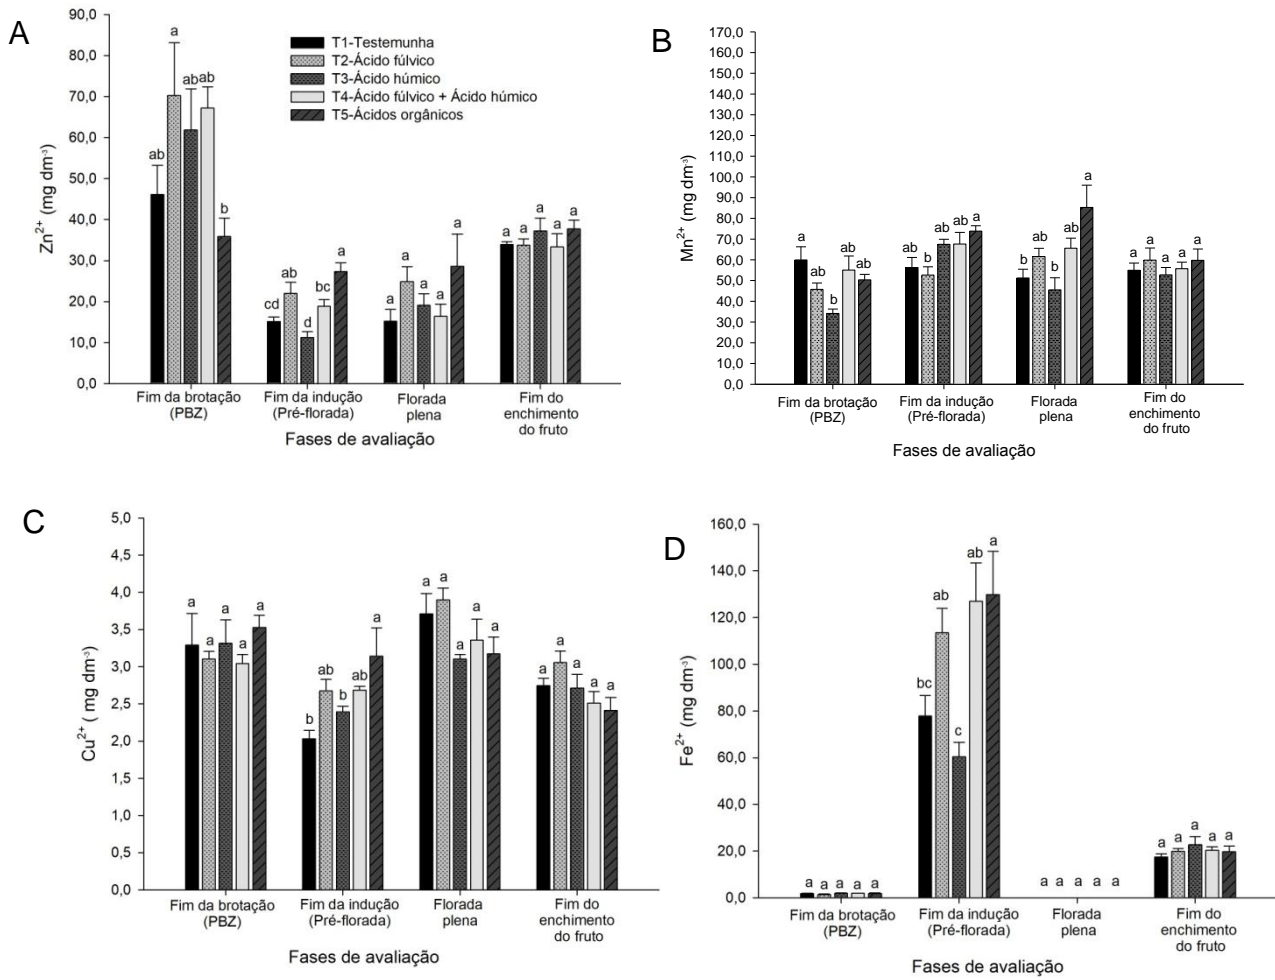 A
Zn²⁺ (mg dm⁻³)
90,0
80,0
70,0
60,0
50,0
40,0
30,0
20,0
10,0
0,0
T1-Testemunha
T2-Ácido fúlvico
T3-Ácido húmico
T4-Ácido fúlvico + Ácido húmico
T5-Ácidos orgânicos
ab a ab ab b
cd ab d bc a
a a a a a
a a a a a
Fim da brotação
(PBZ)
Fim da indução
(Pré-florada)
Florada
plena
Fim do
enchimento
do fruto
Fases de avaliação
B
Mn²⁺ (mg dm⁻³)
170,0
160,0
150,0
140,0
130,0
120,0
110,0
100,0
90,0
80,0
70,0
60,0
50,0
40,0
30,0
20,0
10,0
0,0
a ab b ab ab
ab b ab ab a
b ab b ab a
a a a a a
Fim da brotação
(PBZ)
Fim da indução
(Pré-florada)
Florada
plena
Fim do
enchimento
do fruto
Fases de avaliação
C
Cu²⁺ ( mg dm⁻³)
5,0
4,5
4,0
3,5
3,0
2,5
2,0
1,5
1,0
0,5
0,0
a a a a a
b ab b ab a
a a a a a
a a a a a
Fim da brotação
(PBZ)
Fim da indução
(Pré-florada)
Florada
plena
Fim do
enchimento
do fruto
Fases de avaliação
D
Fe²⁺ (mg dm⁻³)
160,0
140,0
120,0
100,0
80,0
60,0
40,0
20,0
0,0
a a a a a
bc ab c ab a
a a a a a
a a a a a
Fim da brotação
(PBZ)
Fim da indução
(Pré-florada)
Florada
plena
Fim do
enchimento
do fruto
Fases de avaliação